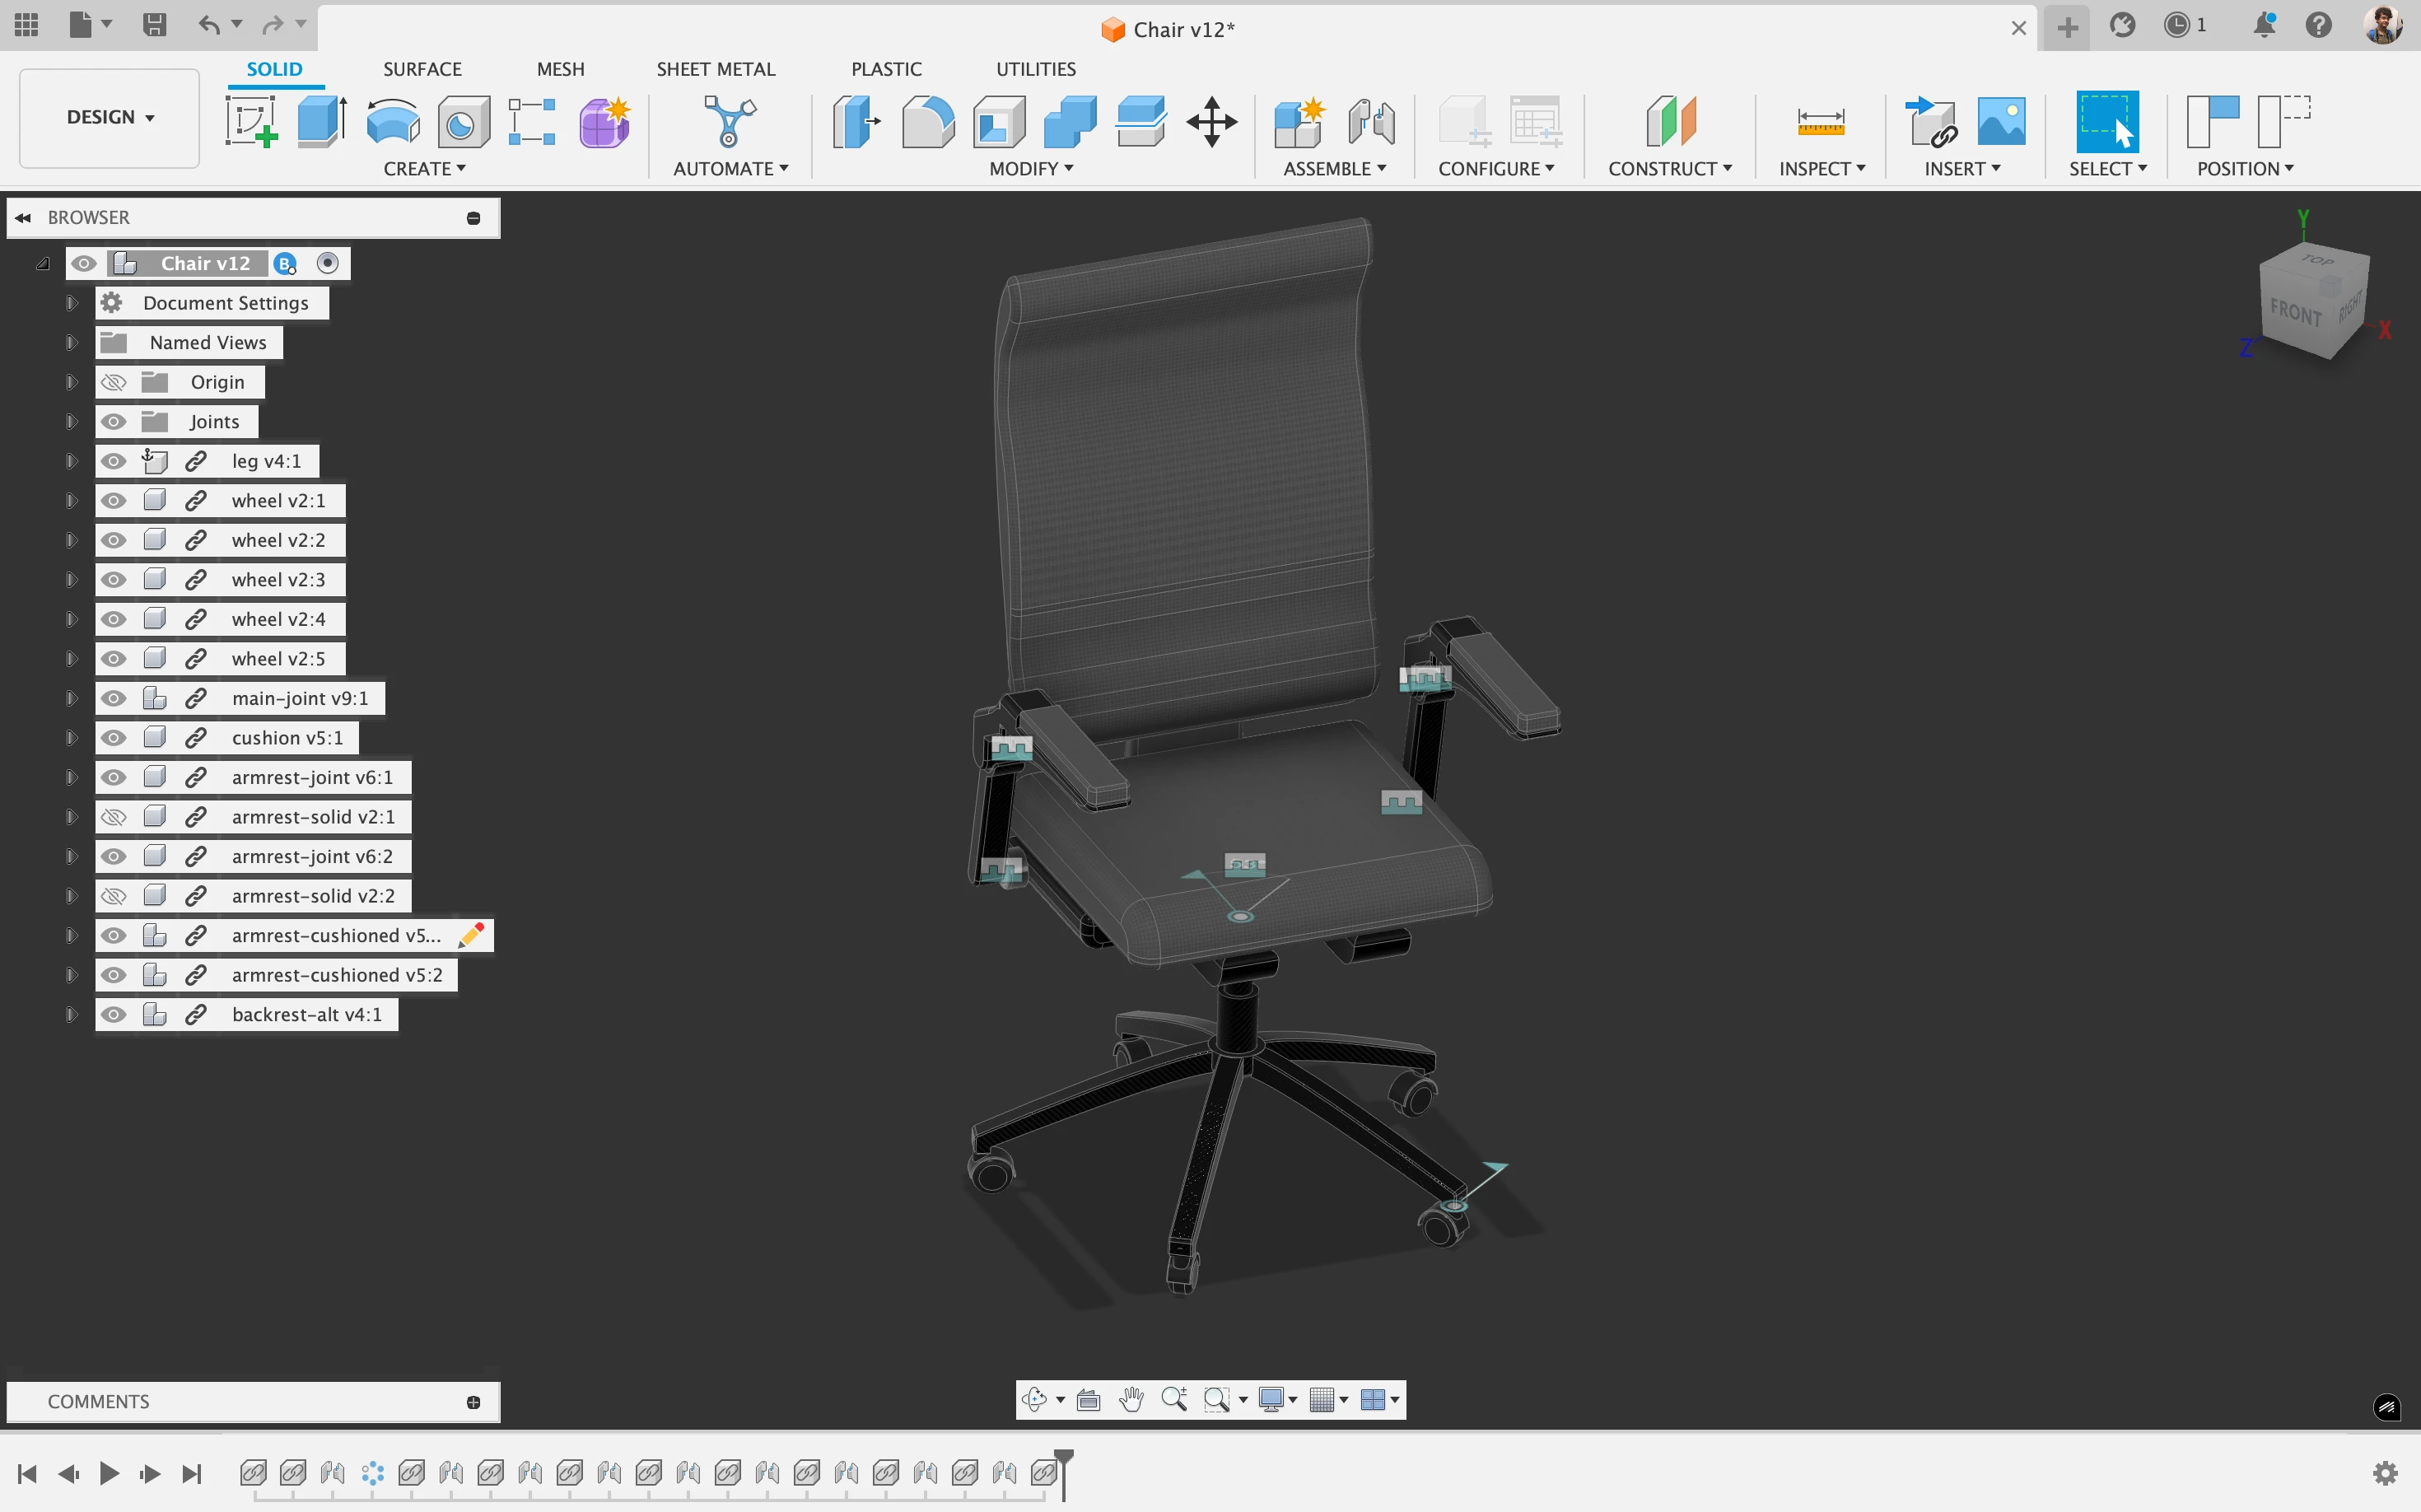 Chair v12*
1
SOLID SURFACE MESH SHEET METAL PLASTIC UTILITIES
DESIGN
CREATE AUTOMATE MODIFY ASSEMBLE CONFIGURE CONSTRUCT INSPECT INSERT SELECT POSITION
BROWSER
Chair v12 B
Document Settings
Named Views
Origin
Joints
leg v4:1
wheel v2:1
wheel v2:2
wheel v2:3
wheel v2:4
wheel v2:5
main-joint v9:1
cushion v5:1
armrest-joint v6:1
armrest-solid v2:1
armrest-joint v6:2
armrest-solid v2:2
armrest-cushioned v5...
armrest-cushioned v5:2
backrest-alt v4:1
Y
TOP
FRONT RIGHT
X
Z
COMMENTS